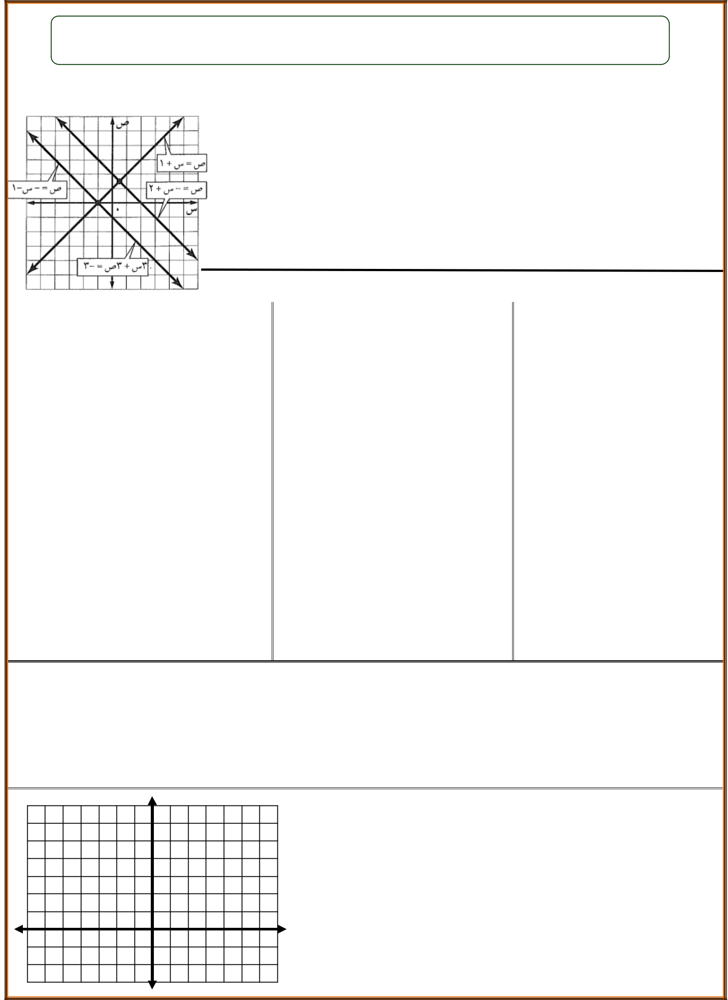 ص
ص = س + ١
ص = – س–١
ص = – س + ٢
س
٠
٣س + ٣ص = –٣